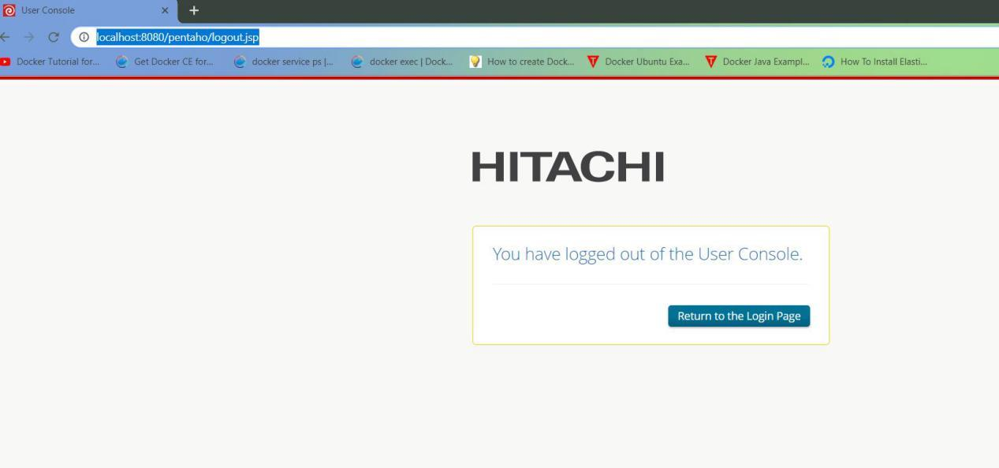 User Console
localhost:8080/pentaho/logout.jsp
Docker Tutorial for... Get Docker CE for... docker service ps |... docker exec | Dock... How to create Dock... Docker Ubuntu Exa... Docker Java Exampl... How To Install Elasti...
HITACHI
You have logged out of the User Console.
Return to the Login Page